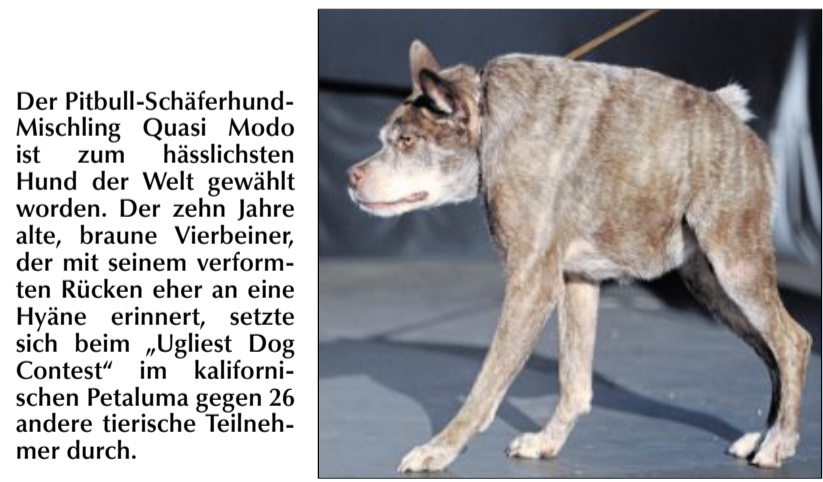 Der Pitbull-Schäferhund-
Mischling Quasi Modo
ist zum hässlichsten
Hund der Welt gewählt
worden. Der zehn Jahre
alte, braune Vierbeiner,
der mit seinem verform-
ten Rücken eher an eine
Hyäne erinnert, setzte
sich beim „Ugliest Dog
Contest“ im kaliforni-
schen Petaluma gegen 26
andere tierische Teilneh-
mer durch.